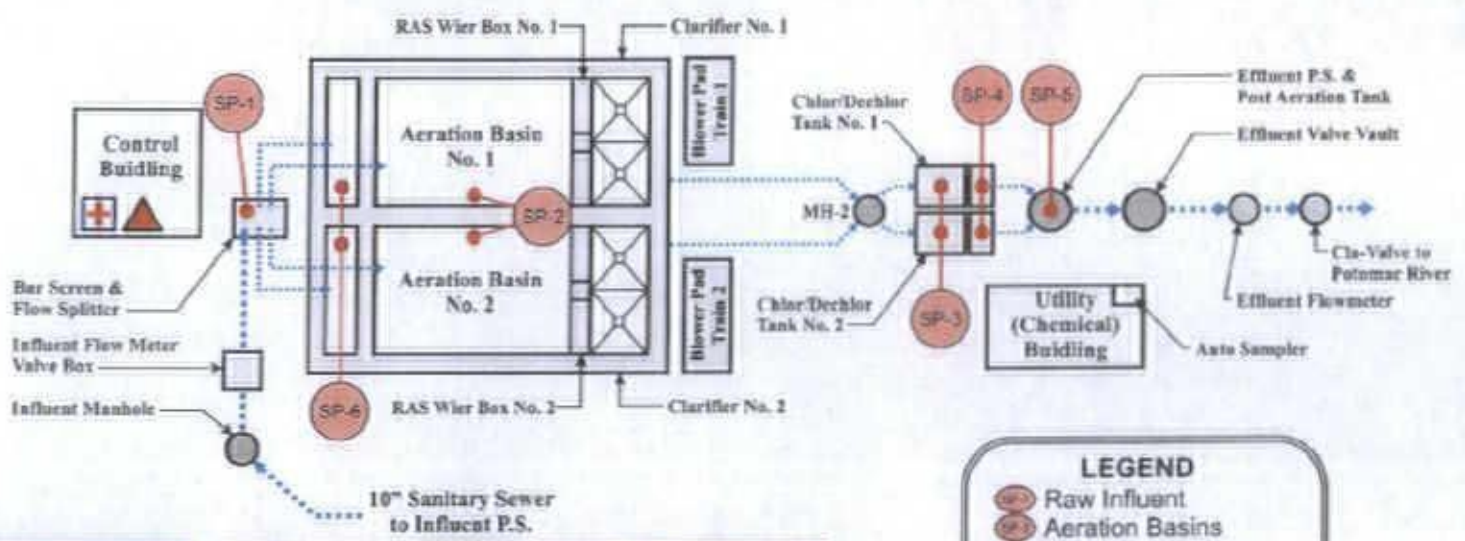 RAS Wier Box No. 1
Clarifier No. 1
SP-1
Control
Buidling
Aeration Basin
No. 1
Blower Pad
Train 1
Chlor/Dechlor
Tank No. 1
SP-4
SP-5
Effluent P.S. &
Post Aeration Tank
Effluent Valve Vault
SP-2
MH-2
Bar Screen &
Flow Splitter
Aeration Basin
No. 2
Blower Pad
Train 2
Chlor/Dechlor
Tank No. 2
SP-3
Utility
(Chemical)
Buidling
Cla-Valve to
Potomac River
Effluent Flowmeter
Auto Sampler
Influent Flow Meter
Valve Box
SP-6
RAS Wier Box No. 2
Clarifier No. 2
Influent Manhole
10" Sanitary Sewer
to Influent P.S.
LEGEND
SP-1 Raw Influent
SP-2 Aeration Basins